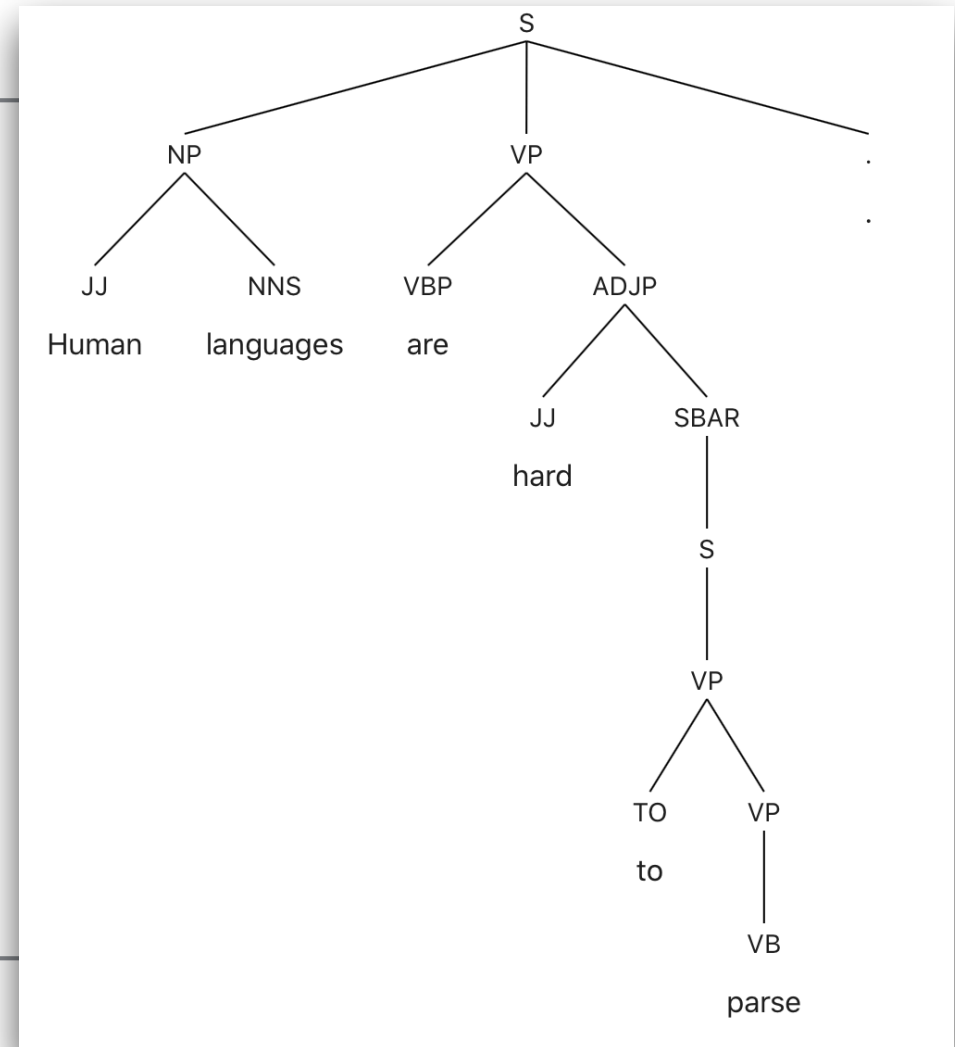 S
NP VP .
.
JJ NNS VBP ADJP
Human languages are
JJ SBAR
hard
S
VP
TO VP
to
VB
parse